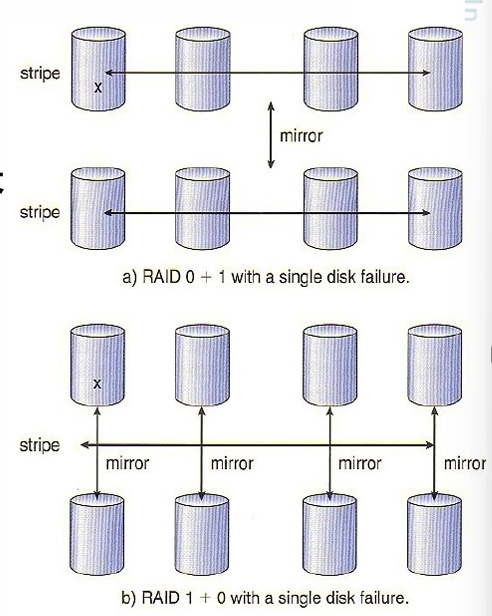 stripe
x
mirror
stripe
a) RAID 0 + 1 with a single disk failure.
x
stripe
mirror mirror mirror mirror
b) RAID 1 + 0 with a single disk failure.